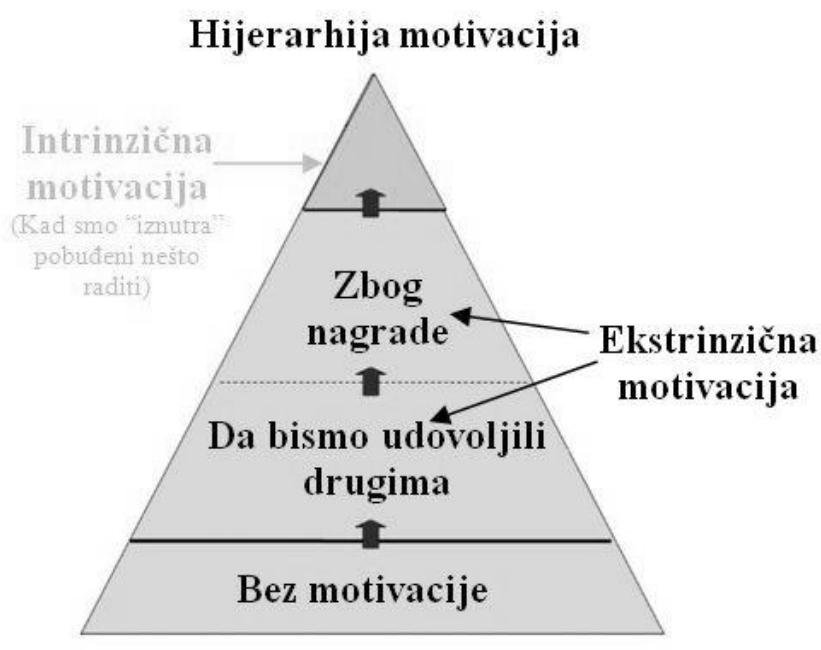 Hijerarhija motivacija
Intrinzična
motivacija
(Kad smo “iznutra”
pobuđeni nešto
raditi)
Zbog
nagrade
Ekstrinzična
motivacija
Da bismo udovoljili
drugima
Bez motivacije